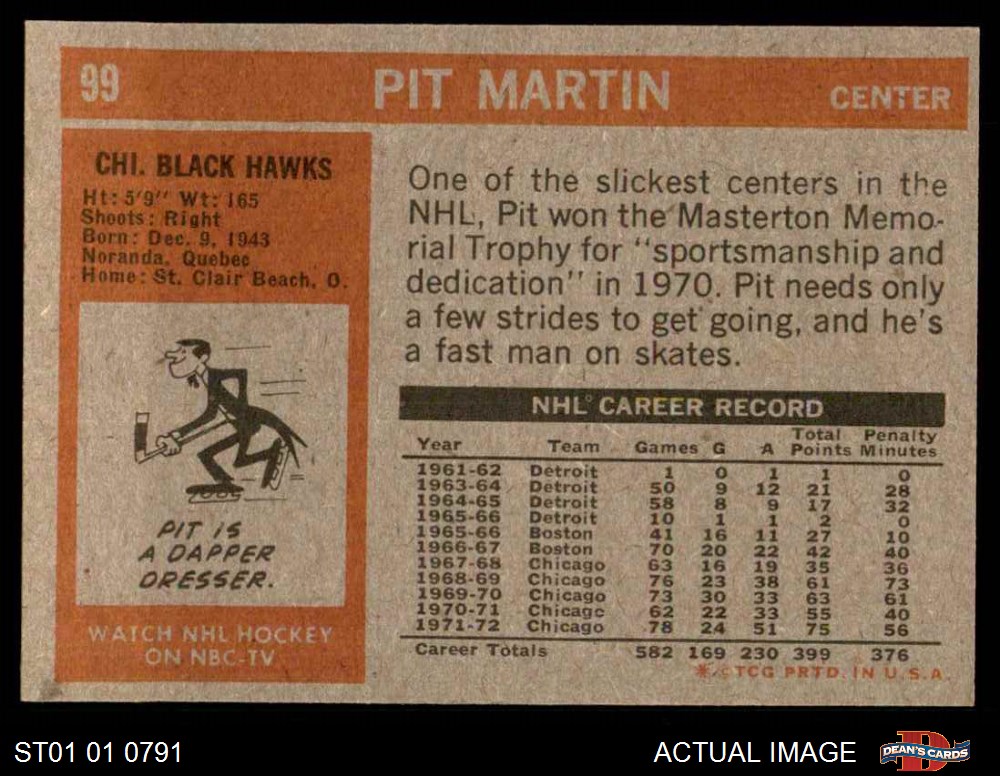 99 PIT MARTIN CENTER
CHI. BLACK HAWKS
Ht: 5'9" Wt: 165
Shoots: Right
Born: Dec. 9, 1943
Noranda, Quebec
Home: St. Clair Beach, O.
PIT IS
A DAPPER
DRESSER.
WATCH NHL HOCKEY
ON NBC-TV
One of the slickest centers in the
NHL, Pit won the Masterton Memo-
rial Trophy for "sportsmanship and
dedication" in 1970. Pit needs only
a few strides to get going, and he's
a fast man on skates.
NHL CAREER RECORD
Total Penalty
Year Team Games G A Points Minutes
1961-62 Detroit 1 0 1 1 0
1963-64 Detroit 50 9 12 21 28
1964-65 Detroit 58 8 9 17 32
1965-66 Detroit 10 1 1 2 0
1965-66 Boston 41 16 11 27 10
1966-67 Boston 70 20 22 42 40
1967-68 Chicago 63 16 19 35 36
1968-69 Chicago 76 23 38 61 73
1969-70 Chicago 73 30 33 63 61
1970-71 Chicago 62 22 33 55 40
1971-72 Chicago 78 24 51 75 56
Career Totals 582 169 230 399 376
*©TCG PRTD. IN U.S.A.
ST01 01 0791 ACTUAL IMAGE DEAN'S CARDS